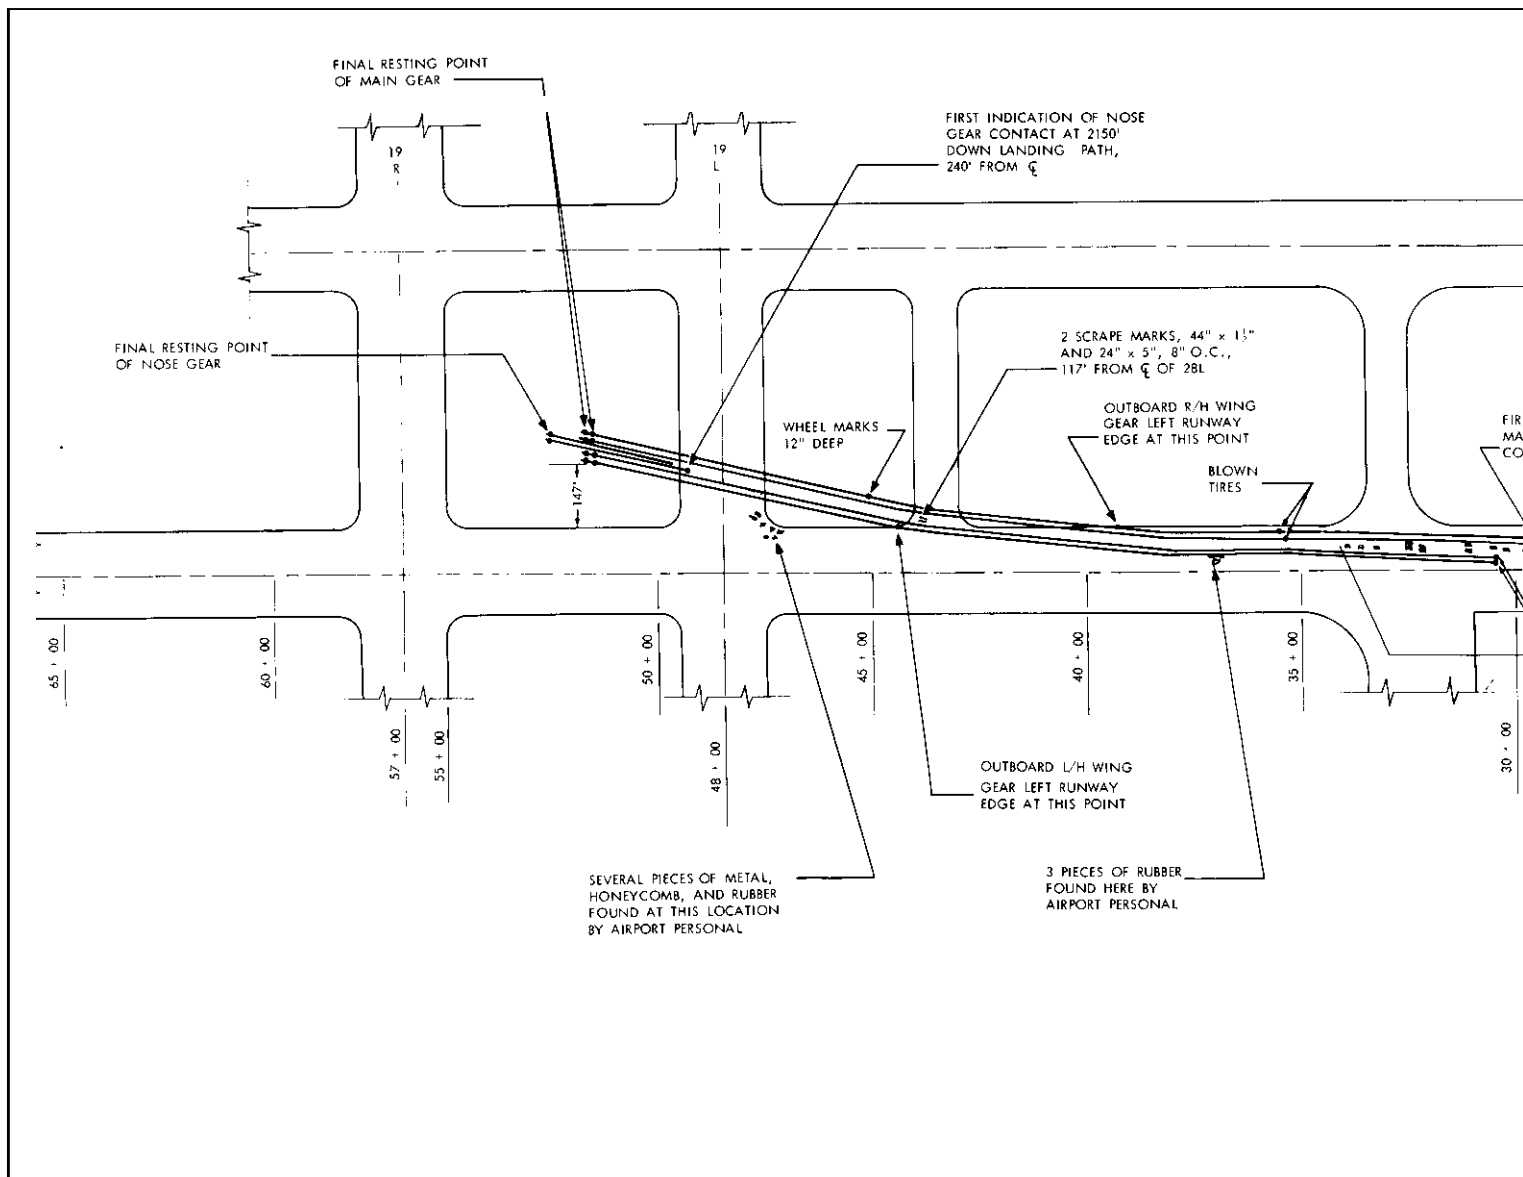 FINAL RESTING POINT
OF MAIN GEAR
FIRST INDICATION OF NOSE
GEAR CONTACT AT 2150'
DOWN LANDING PATH,
240' FROM ℄
19
R
19
L
FINAL RESTING POINT
OF NOSE GEAR
2 SCRAPE MARKS, 44" x 1½"
AND 24" x 5", 8" O.C.,
117' FROM ℄ OF 28L
WHEEL MARKS
12" DEEP
OUTBOARD R/H WING
GEAR LEFT RUNWAY
EDGE AT THIS POINT
BLOWN
TIRES
FIR
MA
CO
147'
65 + 00
60 + 00
57 + 00
55 + 00
50 + 00
48 + 00
45 + 00
40 + 00
35 + 00
30 + 00
OUTBOARD L/H WING
GEAR LEFT RUNWAY
EDGE AT THIS POINT
SEVERAL PIECES OF METAL,
HONEYCOMB, AND RUBBER
FOUND AT THIS LOCATION
BY AIRPORT PERSONAL
3 PIECES OF RUBBER
FOUND HERE BY
AIRPORT PERSONAL